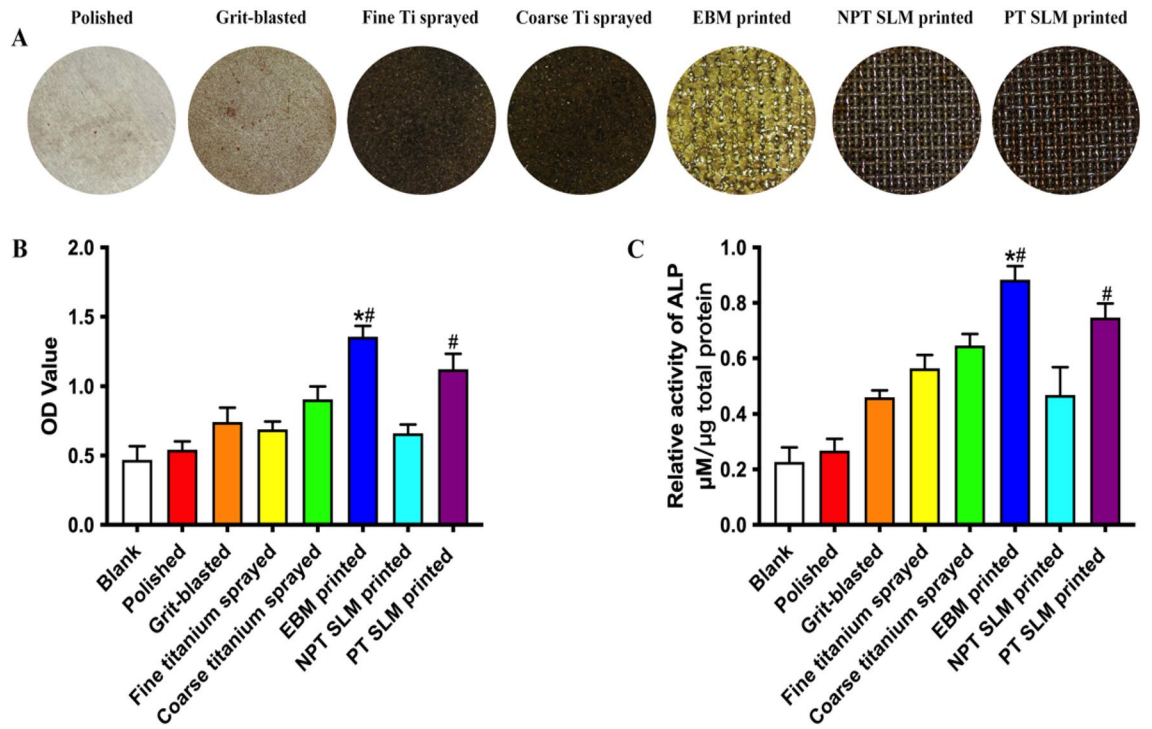 Polished Grit-blasted Fine Ti sprayed Coarse Ti sprayed EBM printed NPT SLM printed PT SLM printed
A
B
OD Value
2.0
1.5
1.0
0.5
0.0
*#
#
Blank
Polished
Grit-blasted
Fine titanium sprayed
Coarse titanium sprayed
EBM printed
NPT SLM printed
PT SLM printed
C
Relative activity of ALP
μM/μg total protein
1.0
0.8
0.6
0.4
0.2
0.0
*#
#
Blank
Polished
Grit-blasted
Fine titanium sprayed
Coarse titanium sprayed
EBM printed
NPT SLM printed
PT SLM printed